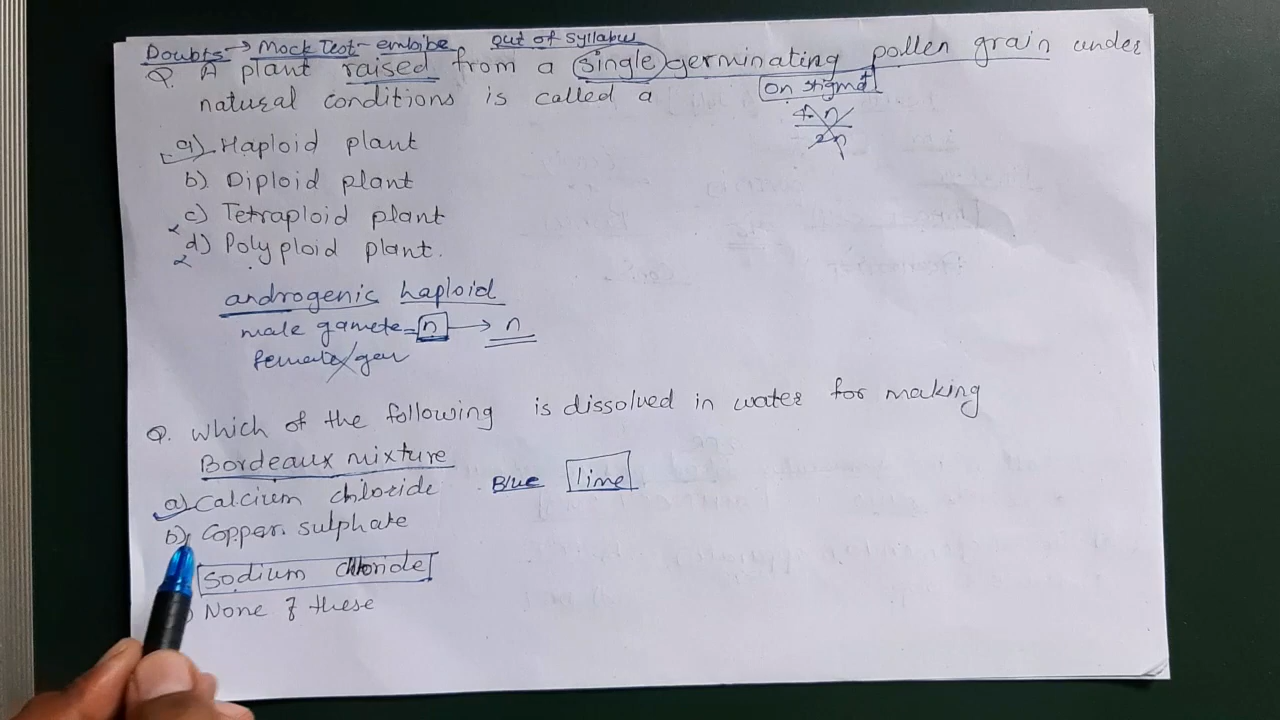 Doubts → Mock Test - embibe out of syllabus
Q. A plant raised from a single germinating pollen grain under
natural conditions is called a
on stigma
n
2n
a) Haploid plant
b) Diploid plant
c) Tetraploid plant
d) Polyploid plant.
androgenic haploid
male gamete = n → n
female gam
Q. Which of the following is dissolved in water for making
Bordeaux mixture
a) Calcium chloride Blue lime
b) Copper sulphate
Sodium chloride
) None of these